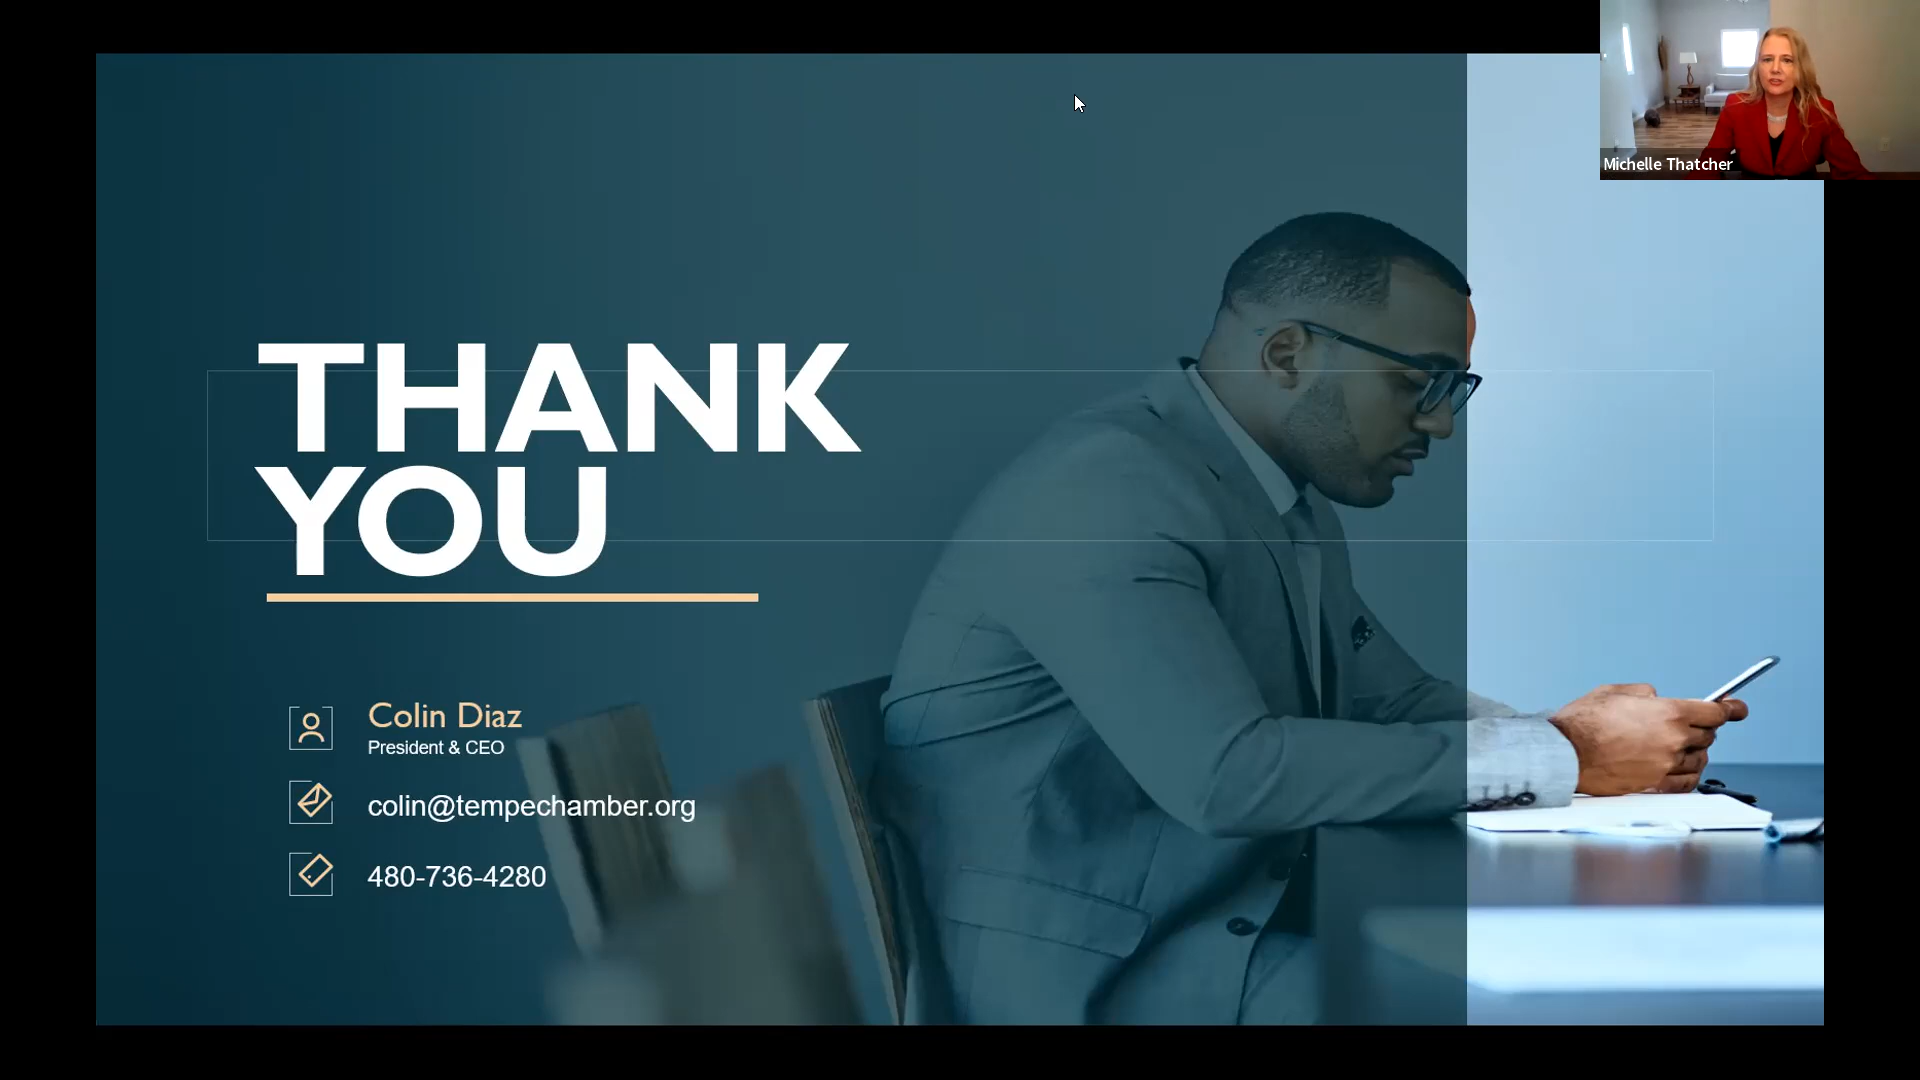 Michelle Thatcher
THANK
YOU
Colin Diaz
President & CEO
colin@tempechamber.org
480-736-4280